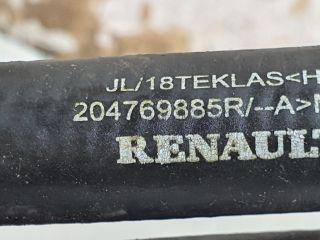 JL/18TEKLAS<H
204769885R/--A>N
RENAULT